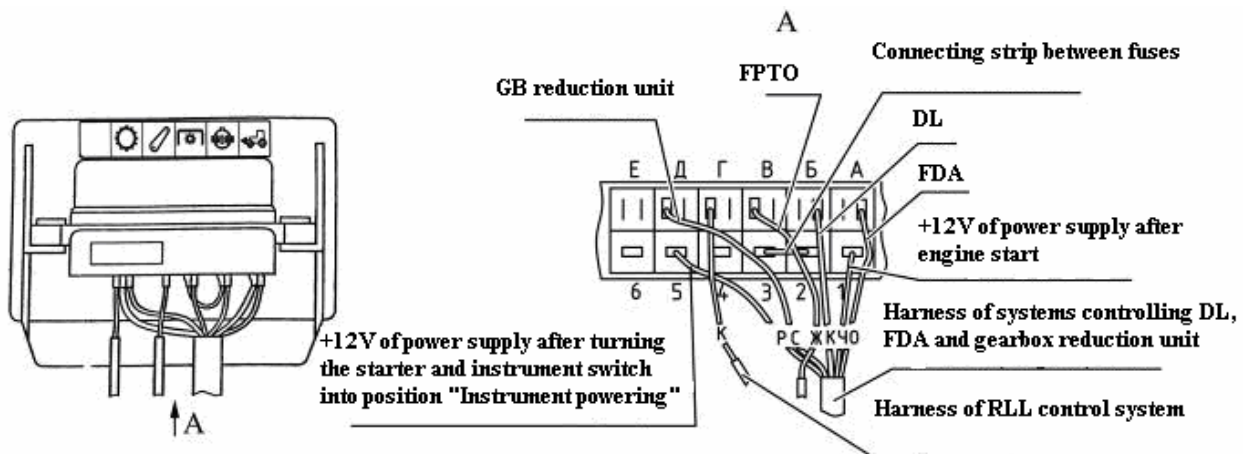 A
Connecting strip between fuses
FPTO
GB reduction unit
DL
FDA
Е Д Г В Б А
+12V of power supply after
engine start
6 5 4 3 2 1
К Р С Ж К Ч О
Harness of systems controlling DL,
FDA and gearbox reduction unit
+12V of power supply after turning
the starter and instrument switch
into position "Instrument powering"
Harness of RLL control system
A